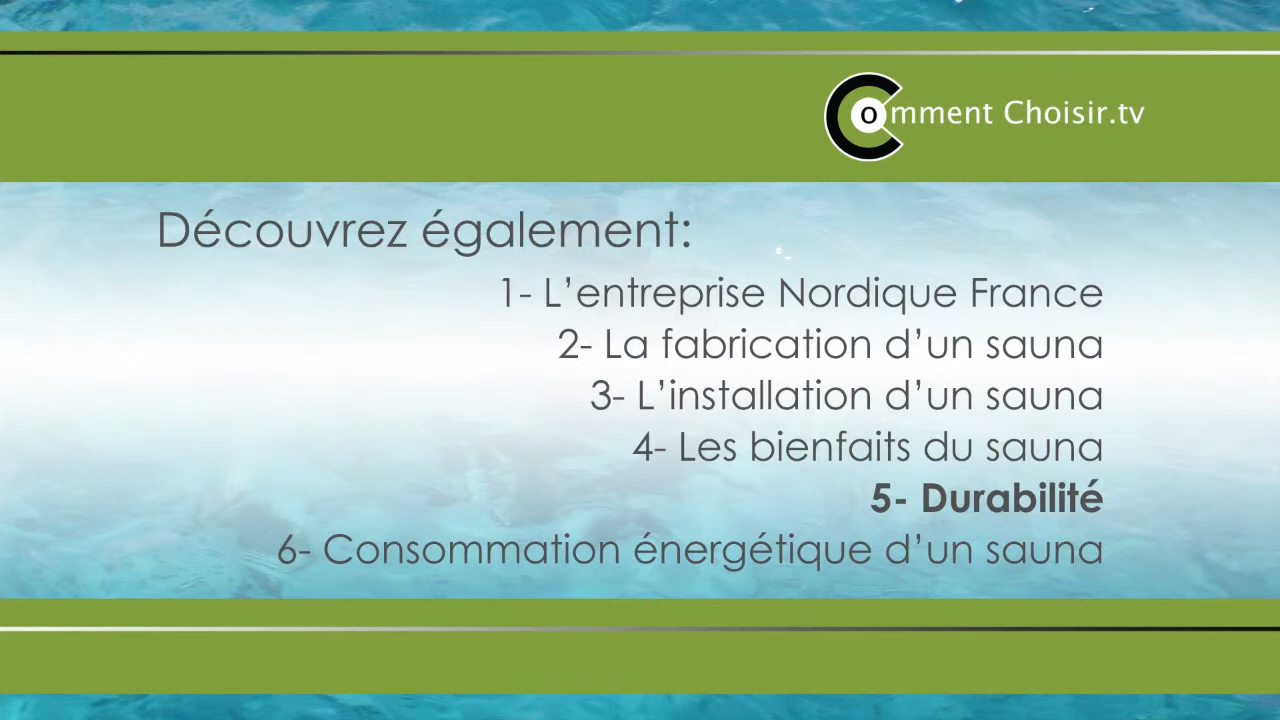 Comment Choisir.tv
Découvrez également:
1- L’entreprise Nordique France
2- La fabrication d’un sauna
3- L’installation d’un sauna
4- Les bienfaits du sauna
5- Durabilité
6- Consommation énergétique d’un sauna